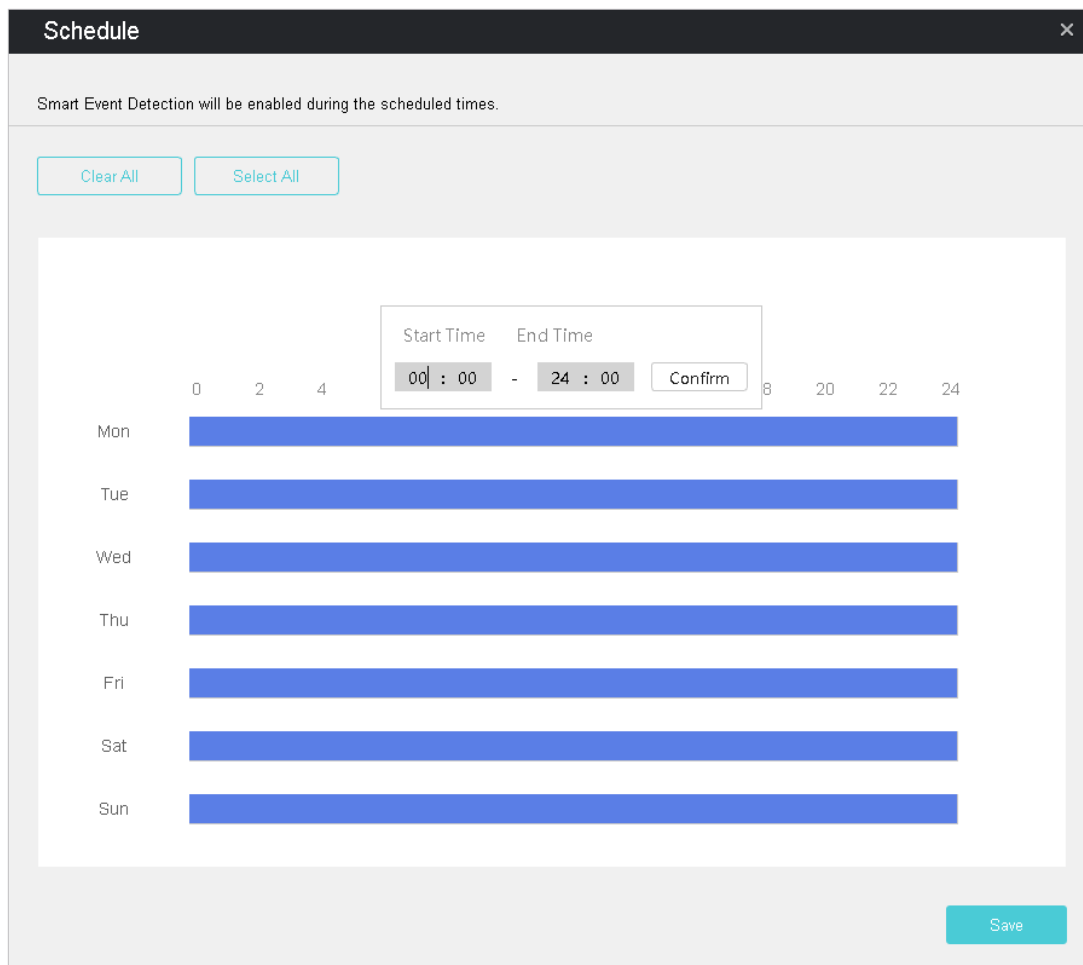 Schedule ×
Smart Event Detection will be enabled during the scheduled times.
Clear All Select All
Start Time End Time
00 : 00 - 24 : 00 Confirm
0 2 4 8 20 22 24
Mon
Tue
Wed
Thu
Fri
Sat
Sun
Save